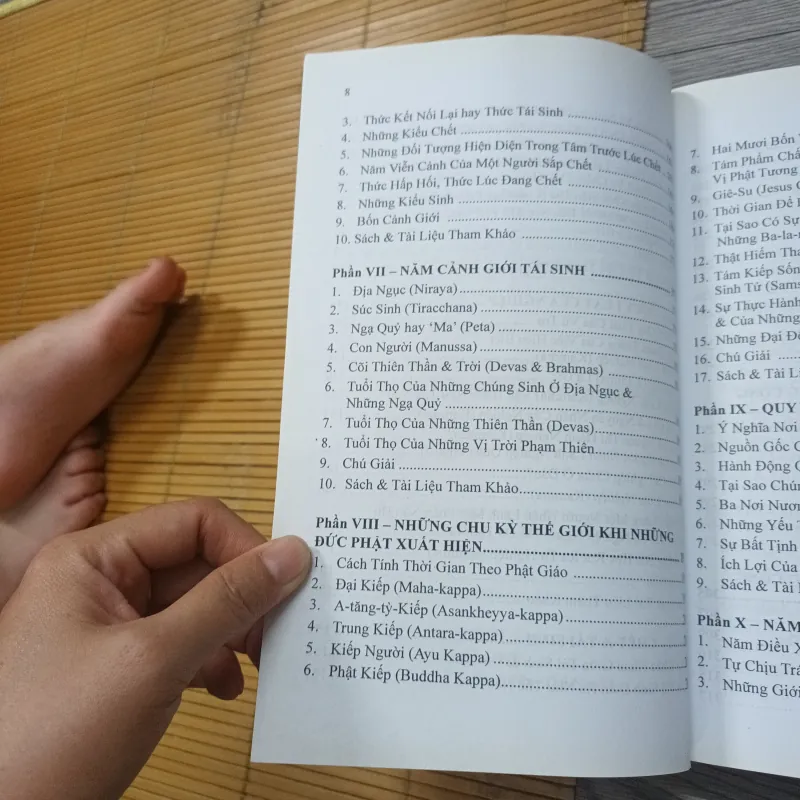 8
3. Thức Kết Nối Lại hay Thức Tái Sinh
4. Những Kiểu Chết
5. Những Đối Tượng Hiện Diện Trong Tâm Trước Lúc Chết
6. Năm Viễn Cảnh Của Một Người Sắp Chết
7. Thức Hấp Hối, Thức Lúc Đang Chết
8. Những Kiểu Sinh
9. Bốn Cảnh Giới
10. Sách & Tài Liệu Tham Khảo
Phần VII – NĂM CẢNH GIỚI TÁI SINH
1. Địa Ngục (Niraya)
2. Súc Sinh (Tiracchana)
3. Ngạ Quỷ hay ‘Ma’ (Peta)
4. Con Người (Manussa)
5. Cõi Thiên Thần & Trời (Devas & Brahmas)
6. Tuổi Thọ Của Những Chúng Sinh Ở Địa Ngục &
Những Ngạ Quỷ
7. Tuổi Thọ Của Những Thiên Thần (Devas)
8. Tuổi Thọ Của Những Vị Trời Phạm Thiên
9. Chú Giải
10. Sách & Tài Liệu Tham Khảo
Phần VIII – NHỮNG CHU KỲ THẾ GIỚI KHI NHỮNG
ĐỨC PHẬT XUẤT HIỆN
1. Cách Tính Thời Gian Theo Phật Giáo
2. Đại Kiếp (Maha-kappa)
3. A-tăng-tỷ-Kiếp (Asankheyya-kappa)
4. Trung Kiếp (Antara-kappa)
5. Kiếp Người (Ayu Kappa)
6. Phật Kiếp (Buddha Kappa)
7. Hai Mươi Bốn
8. Tám Phẩm
Vị Phật Tương
9. Giê-Su (Jesus
10. Thời Gian Để
11. Tại Sao Có Sự
Những Ba-la-
12. Thật Hiếm
13. Tám Kiếp
Sinh Tử
14. Sự Thực Hành
& Của Những
15. Những Đại
16. Chú Giải
17. Sách & Tài
Phần IX – QUY
1. Ý Nghĩa Nơi
2. Nguồn Gốc
3. Hành Động
4. Tại Sao
5. Ba Nơi
6. Những Yếu
7. Sự Bất Tịnh
8. Ích Lợi Của
9. Sách & Tài
Phần X – NĂM
1. Năm Điều
2. Tự Chịu
3. Những Giới